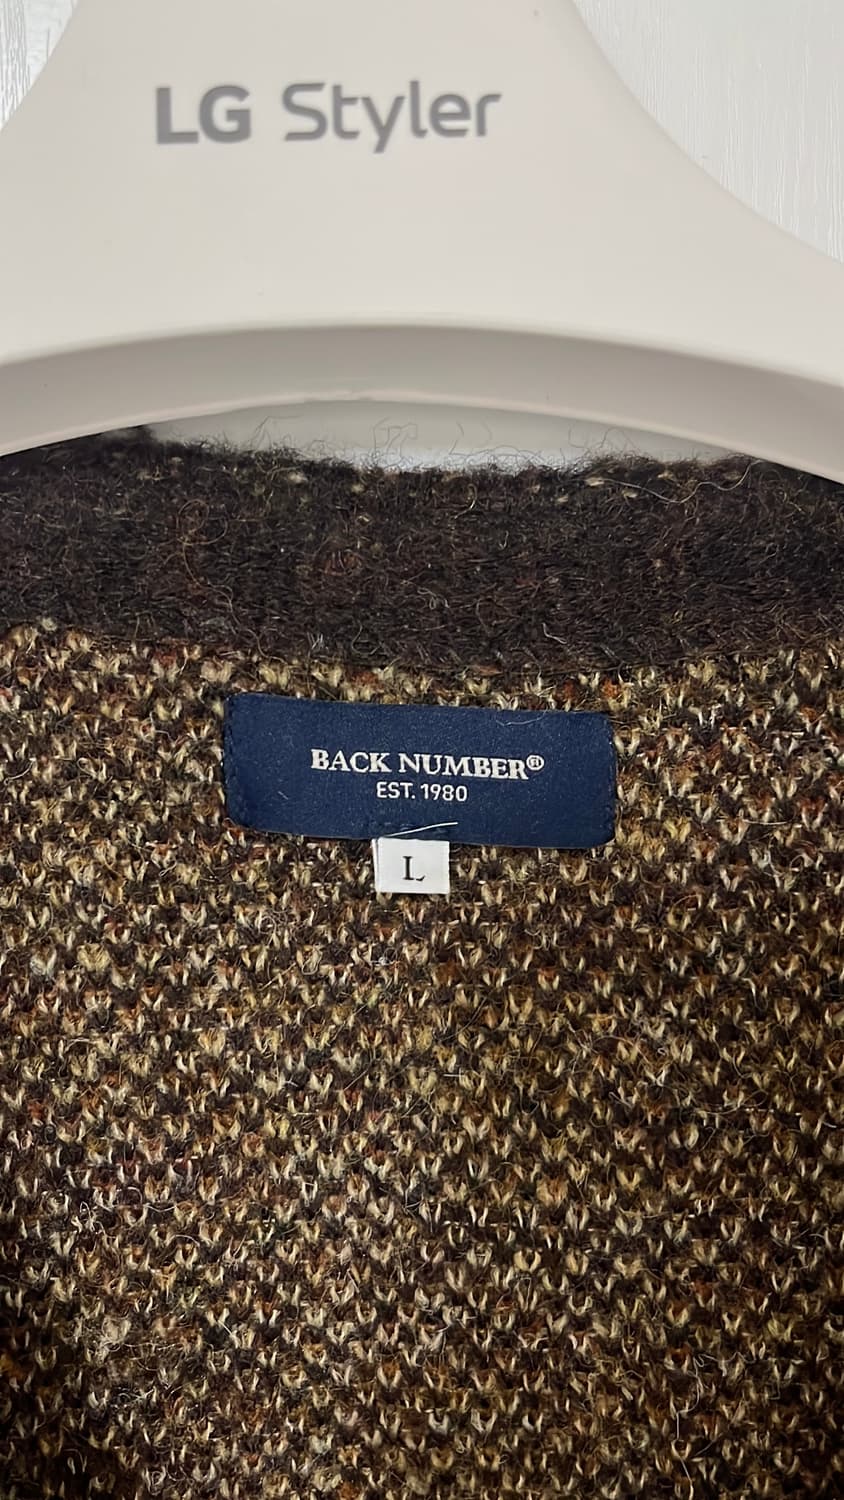 LG Styler
BACK NUMBER®
EST. 1980
L